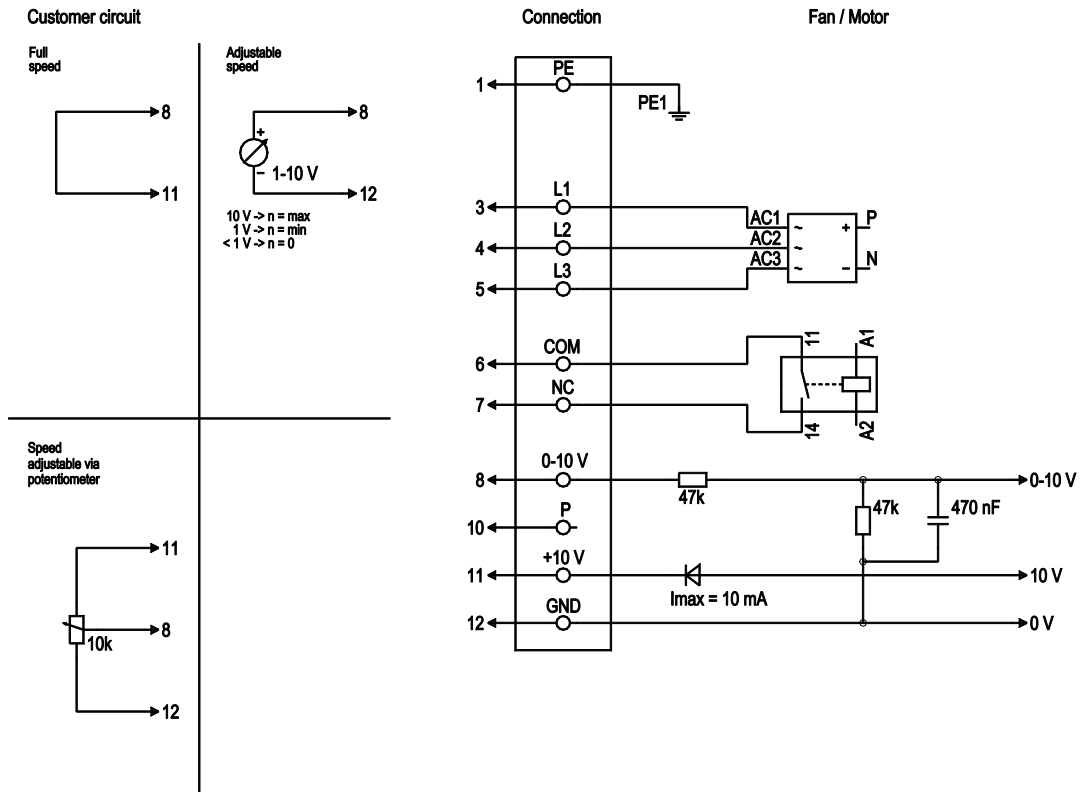 Customer circuit
Connection
Fan / Motor
Full
speed
8
11
Adjustable
speed
8
+
–
1-10 V
12
10 V -> n = max
1 V -> n = min
< 1 V -> n = 0
Speed
adjustable via
potentiometer
11
8
10k
12
1
PE
PE1
3
L1
4
L2
5
L3
AC1
AC2
AC3
~
~
~
+
–
P
N
6
COM
7
NC
11
14
A1
A2
8
0-10 V
47k
47k
470 nF
0-10 V
10
P
11
+10 V
Imax = 10 mA
10 V
12
GND
0 V